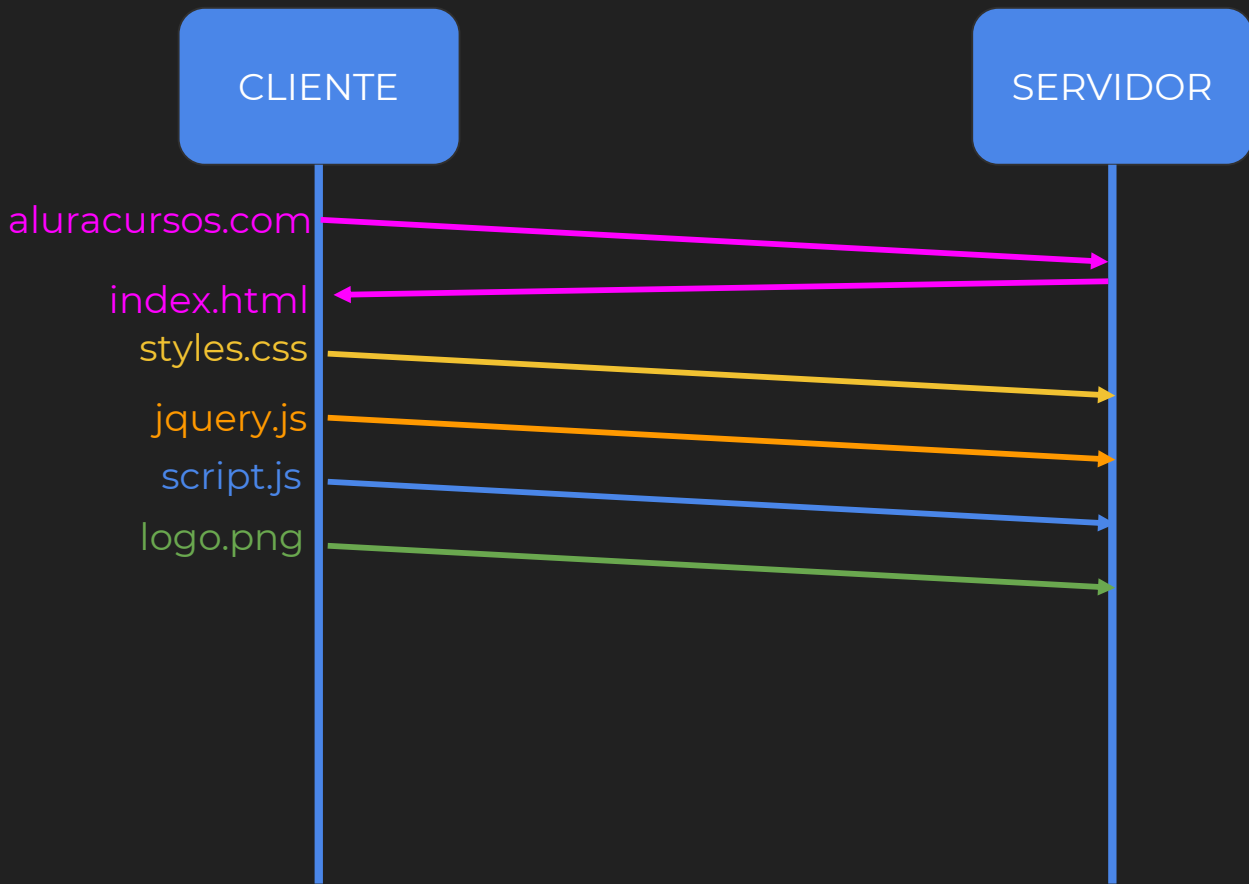 CLIENTE
SERVIDOR
aluracursos.com
index.html
styles.css
jquery.js
script.js
logo.png